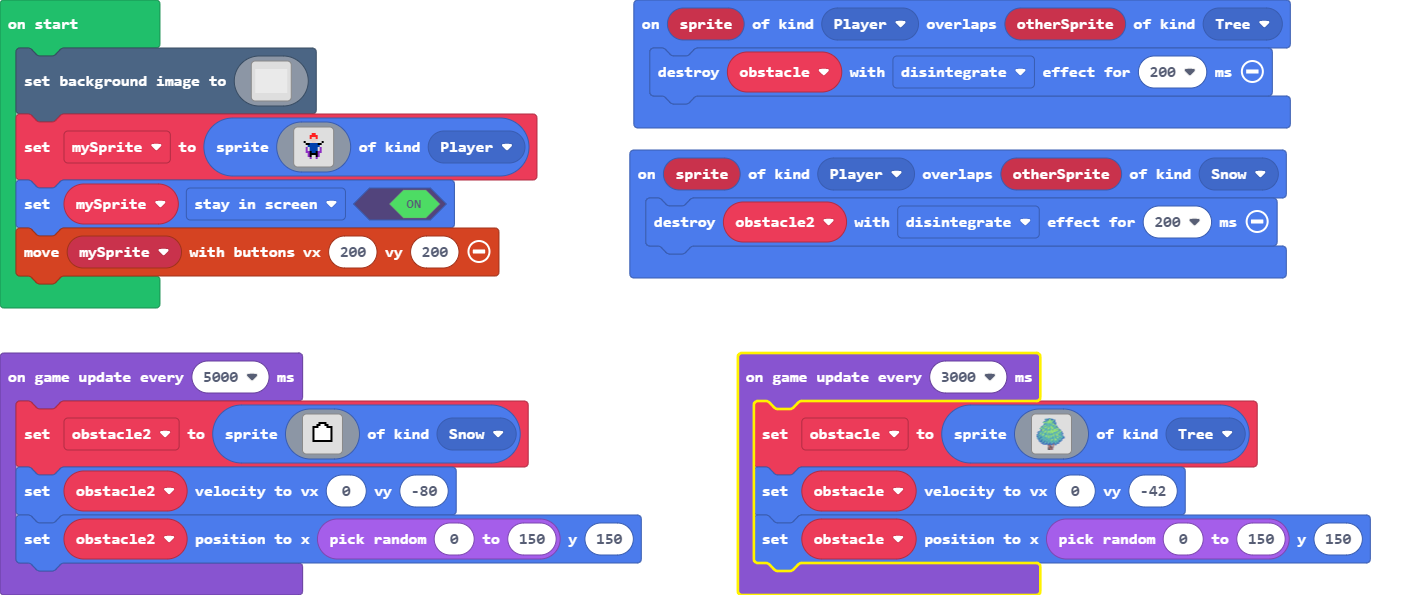 on start
set background image to
set mySprite to sprite of kind Player
set mySprite stay in screen ON
move mySprite with buttons vx 200 vy 200
on sprite of kind Player overlaps otherSprite of kind Tree
destroy obstacle with disintegrate effect for 200 ms
on sprite of kind Player overlaps otherSprite of kind Snow
destroy obstacle2 with disintegrate effect for 200 ms
on game update every 5000 ms
set obstacle2 to sprite of kind Snow
set obstacle2 velocity to vx 0 vy -80
set obstacle2 position to x pick random 0 to 150 y 150
on game update every 3000 ms
set obstacle to sprite of kind Tree
set obstacle velocity to vx 0 vy -42
set obstacle position to x pick random 0 to 150 y 150